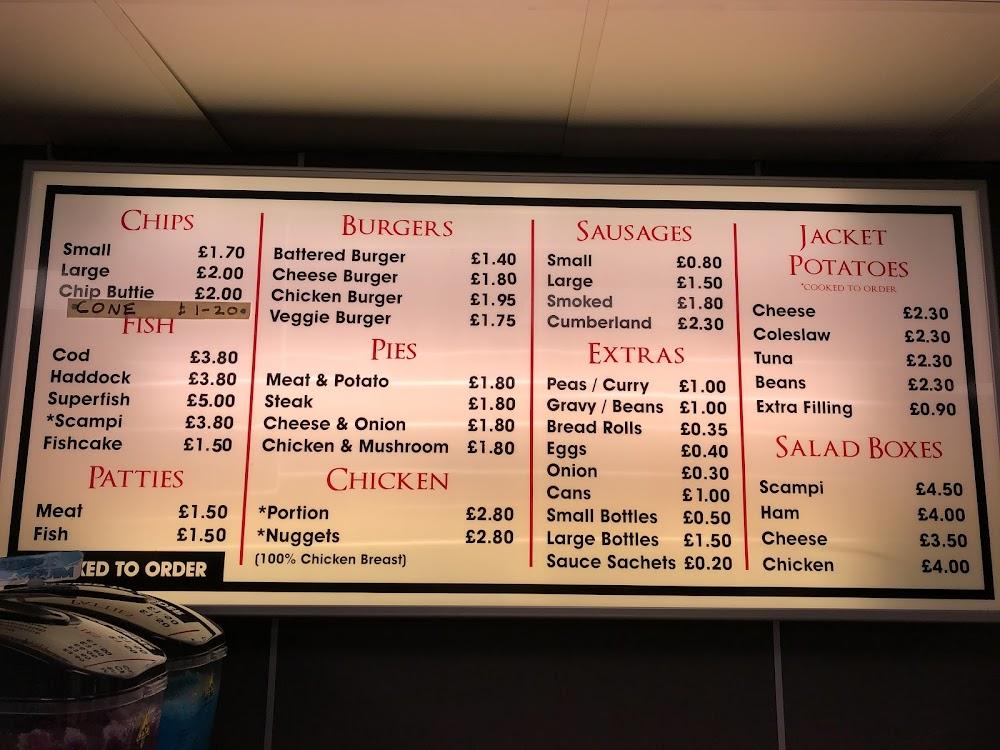 CHIPS
Small £1.70
Large £2.00
Chip Buttie £2.00
CONE £1-20
FISH
Cod £3.80
Haddock £3.80
Superfish £5.00
*Scampi £3.80
Fishcake £1.50
PATTIES
Meat £1.50
Fish £1.50
KED TO ORDER
BURGERS
Battered Burger £1.40
Cheese Burger £1.80
Chicken Burger £1.95
Veggie Burger £1.75
PIES
Meat & Potato £1.80
Steak £1.80
Cheese & Onion £1.80
Chicken & Mushroom £1.80
CHICKEN
*Portion £2.80
*Nuggets £2.80
(100% Chicken Breast)
SAUSAGES
Small £0.80
Large £1.50
Smoked £1.80
Cumberland £2.30
EXTRAS
Peas / Curry £1.00
Gravy / Beans £1.00
Bread Rolls £0.35
Eggs £0.40
Onion £0.30
Cans £1.00
Small Bottles £0.50
Large Bottles £1.50
Sauce Sachets £0.20
JACKET
POTATOES
*COOKED TO ORDER
Cheese £2.30
Coleslaw £2.30
Tuna £2.30
Beans £2.30
Extra Filling £0.90
SALAD BOXES
Scampi £4.50
Ham £4.00
Cheese £3.50
Chicken £4.00